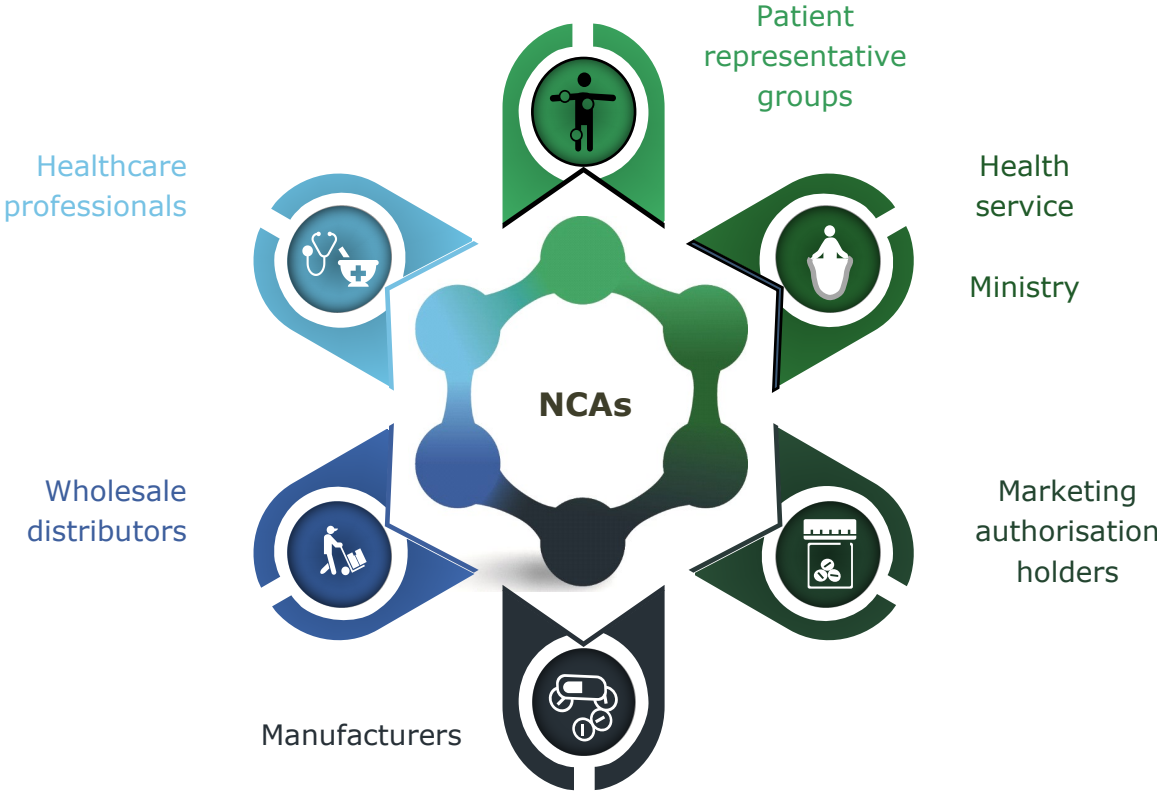 Patient
representative
groups
Healthcare
professionals
Health
service
Ministry
NCAs
Wholesale
distributors
Marketing
authorisation
holders
Manufacturers